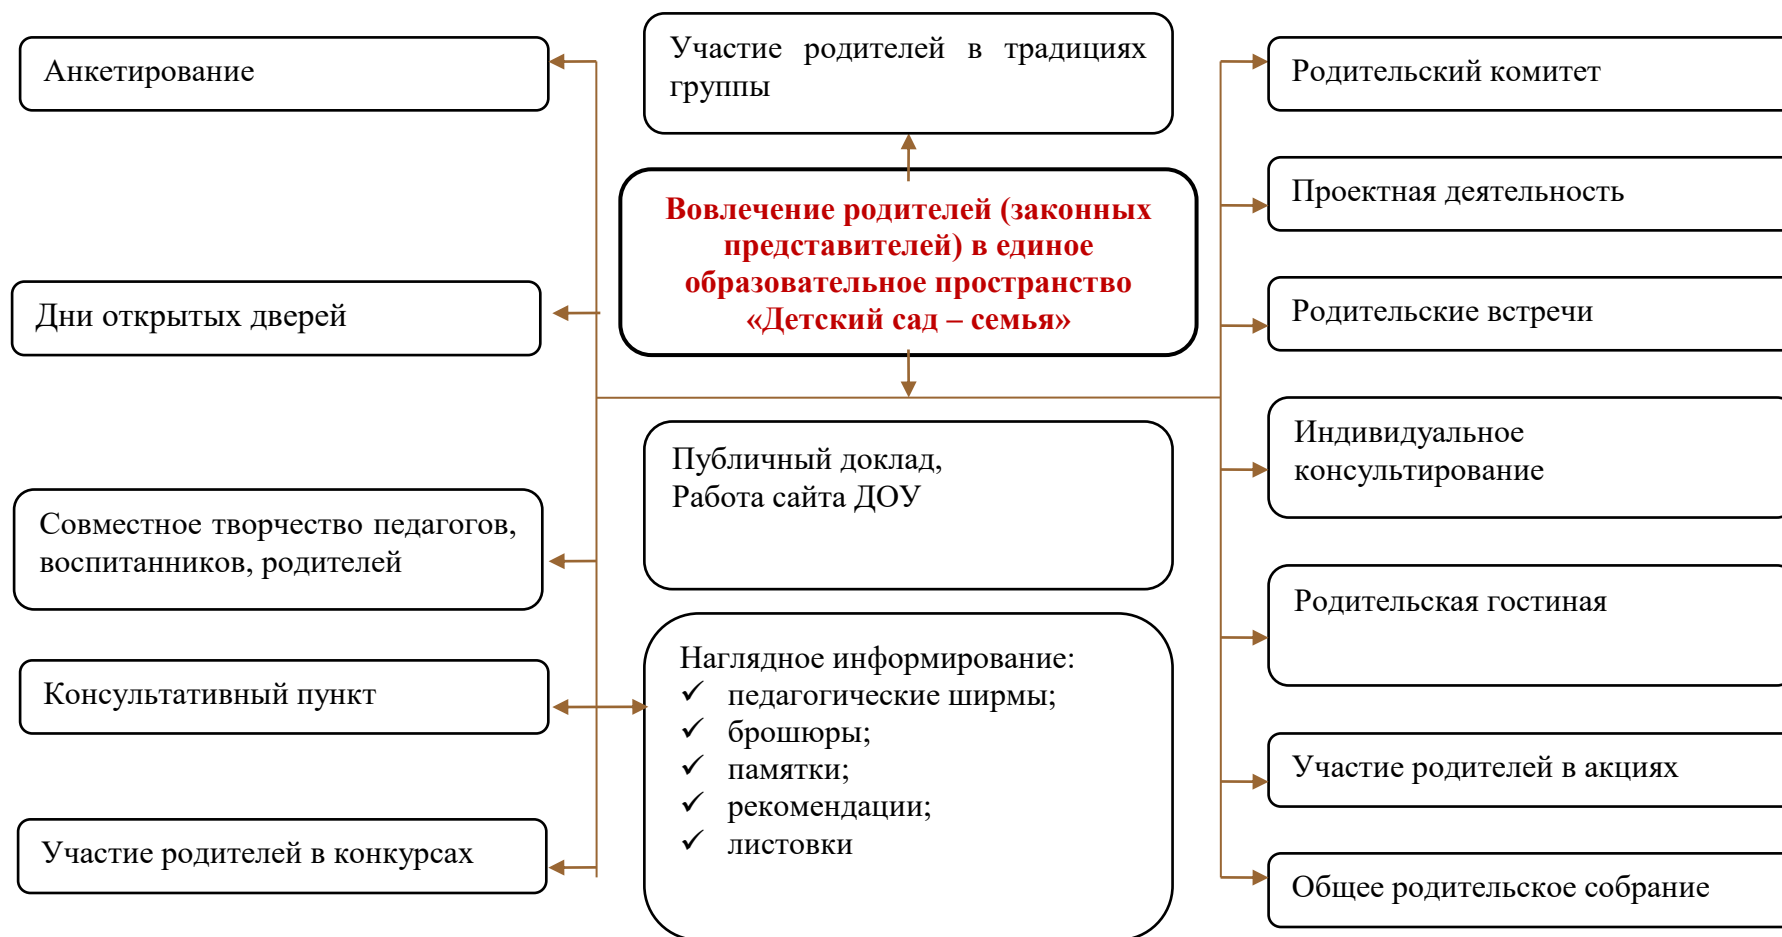 Анкетирование
Дни открытых дверей
Совместное творчество педагогов,
воспитанников, родителей
Консультативный пункт
Участие родителей в конкурсах
Участие родителей в традициях
группы
Вовлечение родителей (законных
представителей) в единое
образовательное пространство
«Детский сад – семья»
Публичный доклад,
Работа сайта ДОУ
Наглядное информирование:
✓ педагогические ширмы;
✓ брошюры;
✓ памятки;
✓ рекомендации;
✓ листовки
Родительский комитет
Проектная деятельность
Родительские встречи
Индивидуальное
консультирование
Родительская гостиная
Участие родителей в акциях
Общее родительское собрание